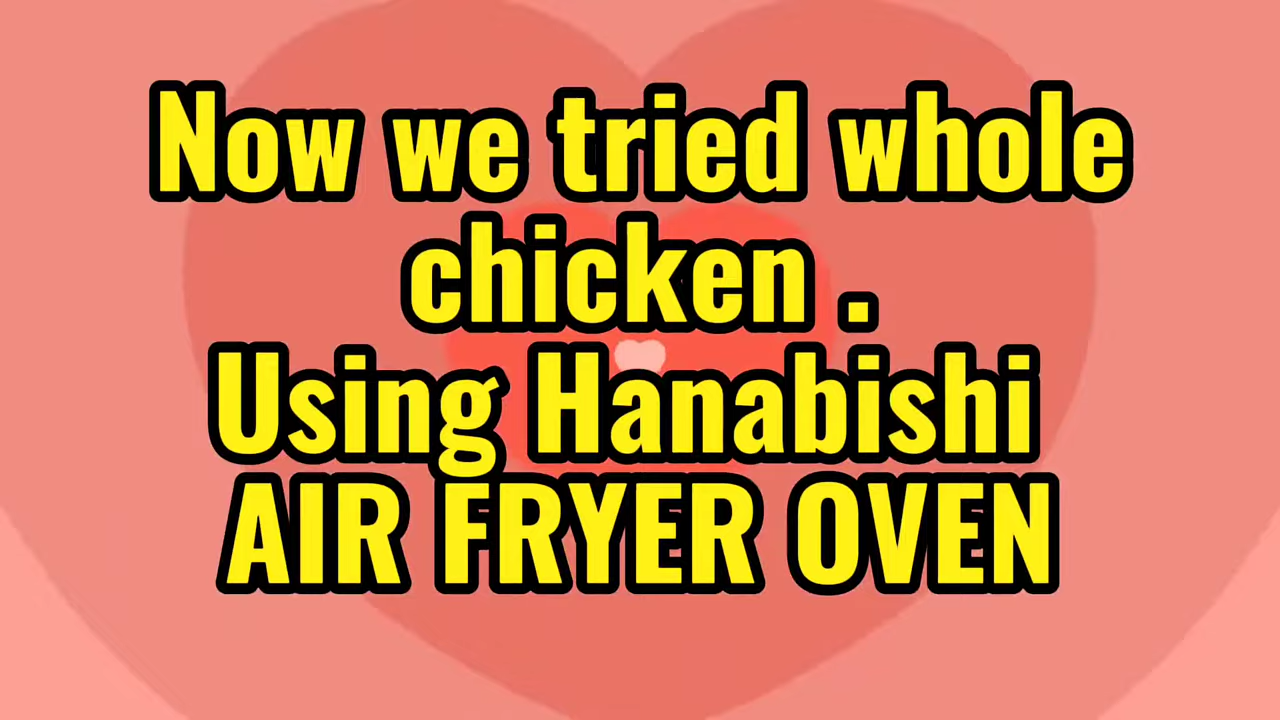 Now we tried whole
chicken .
Using Hanabishi
AIR FRYER OVEN